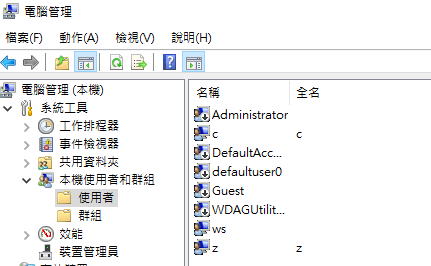 電腦管理
檔案(F) 動作(A) 檢視(V) 說明(H)
電腦管理 (本機)
系統工具
工作排程器
事件檢視器
共用資料夾
本機使用者和群組
使用者
群組
效能
裝置管理員
名稱 全名
Administrator
c c
DefaultAcc...
defaultuser0
Guest
WDAGUtilit...
ws
z z